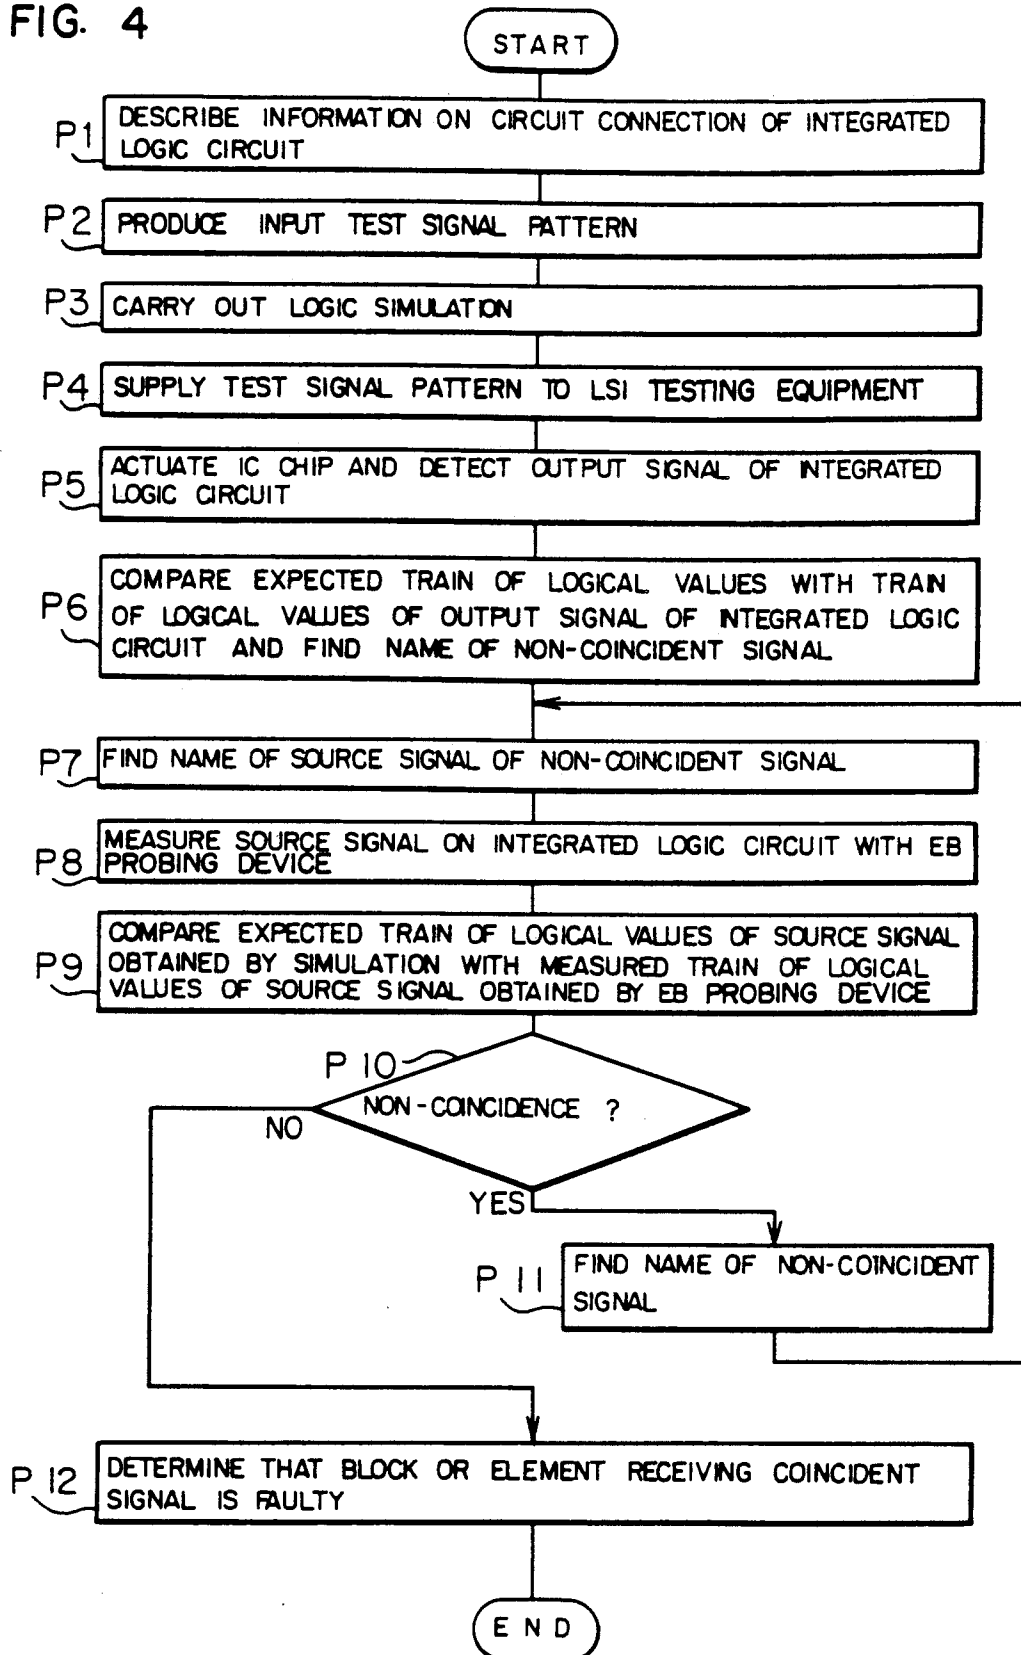 FIG. 4
START
P1
DESCRIBE INFORMATION ON CIRCUIT CONNECTION OF INTEGRATED
LOGIC CIRCUIT
P2
PRODUCE INPUT TEST SIGNAL PATTERN
P3
CARRY OUT LOGIC SIMULATION
P4
SUPPLY TEST SIGNAL PATTERN TO LSI TESTING EQUIPMENT
P5
ACTUATE IC CHIP AND DETECT OUTPUT SIGNAL OF INTEGRATED
LOGIC CIRCUIT
P6
COMPARE EXPECTED TRAIN OF LOGICAL VALUES WITH TRAIN
OF LOGICAL VALUES OF OUTPUT SIGNAL OF INTEGRATED LOGIC
CIRCUIT AND FIND NAME OF NON-COINCIDENT SIGNAL
P7
FIND NAME OF SOURCE SIGNAL OF NON-COINCIDENT SIGNAL
P8
MEASURE SOURCE SIGNAL ON INTEGRATED LOGIC CIRCUIT WITH EB
PROBING DEVICE
P9
COMPARE EXPECTED TRAIN OF LOGICAL VALUES OF SOURCE SIGNAL
OBTAINED BY SIMULATION WITH MEASURED TRAIN OF LOGICAL
VALUES OF SOURCE SIGNAL OBTAINED BY EB PROBING DEVICE
P 10
NON-COINCIDENCE ?
NO
YES
P 11
FIND NAME OF NON-COINCIDENT
SIGNAL
P 12
DETERMINE THAT BLOCK OR ELEMENT RECEIVING COINCIDENT
SIGNAL IS FAULTY
END